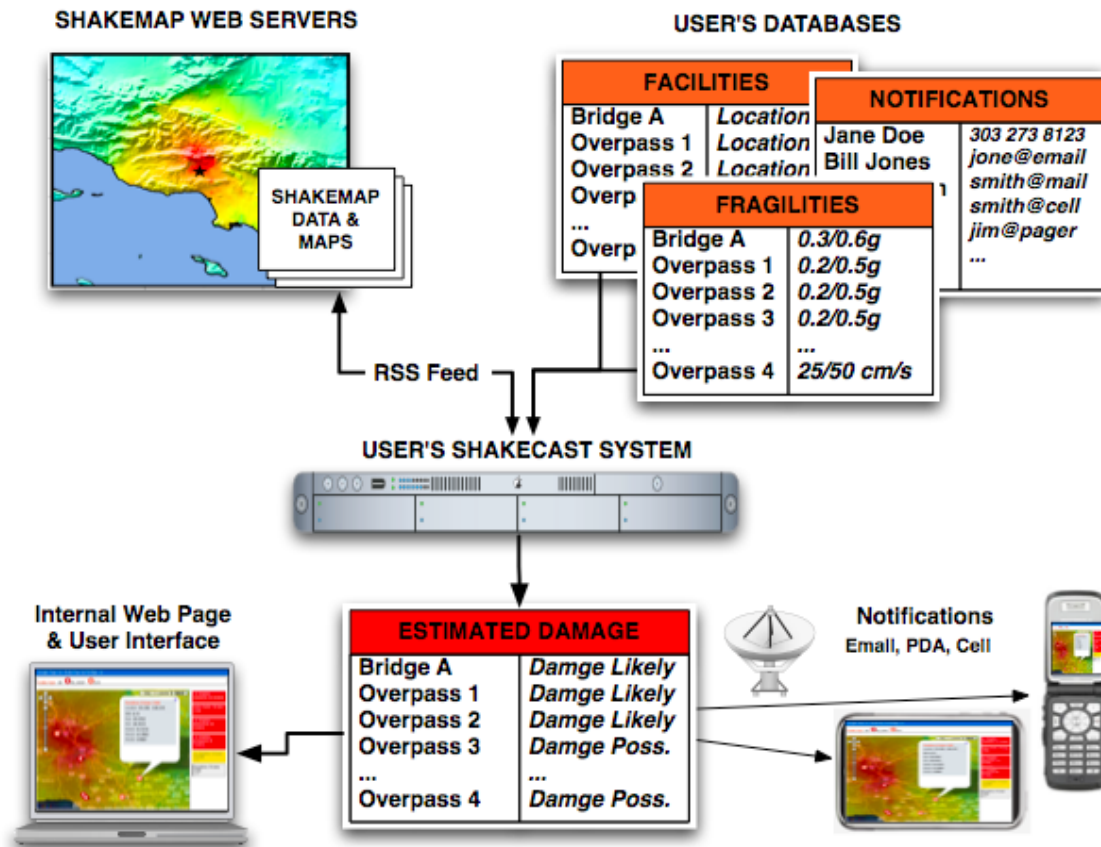 SHAKEMAP WEB SERVERS
USER'S DATABASES
SHAKEMAP
DATA &
MAPS
FACILITIES
Bridge A Location
Overpass 1 Location
Overpass 2 Location
Overp
...
Overp
NOTIFICATIONS
Jane Doe 303 273 8123
Bill Jones jone@email
smith@mail
smith@cell
jim@pager
...
FRAGILITIES
Bridge A 0.3/0.6g
Overpass 1 0.2/0.5g
Overpass 2 0.2/0.5g
Overpass 3 0.2/0.5g
... ...
Overpass 4 25/50 cm/s
RSS Feed
USER'S SHAKECAST SYSTEM
Internal Web Page
& User Interface
ESTIMATED DAMAGE
Bridge A Damge Likely
Overpass 1 Damge Likely
Overpass 2 Damge Likely
Overpass 3 Damge Poss.
... ...
Overpass 4 Damge Poss.
Notifications
Email, PDA, Cell